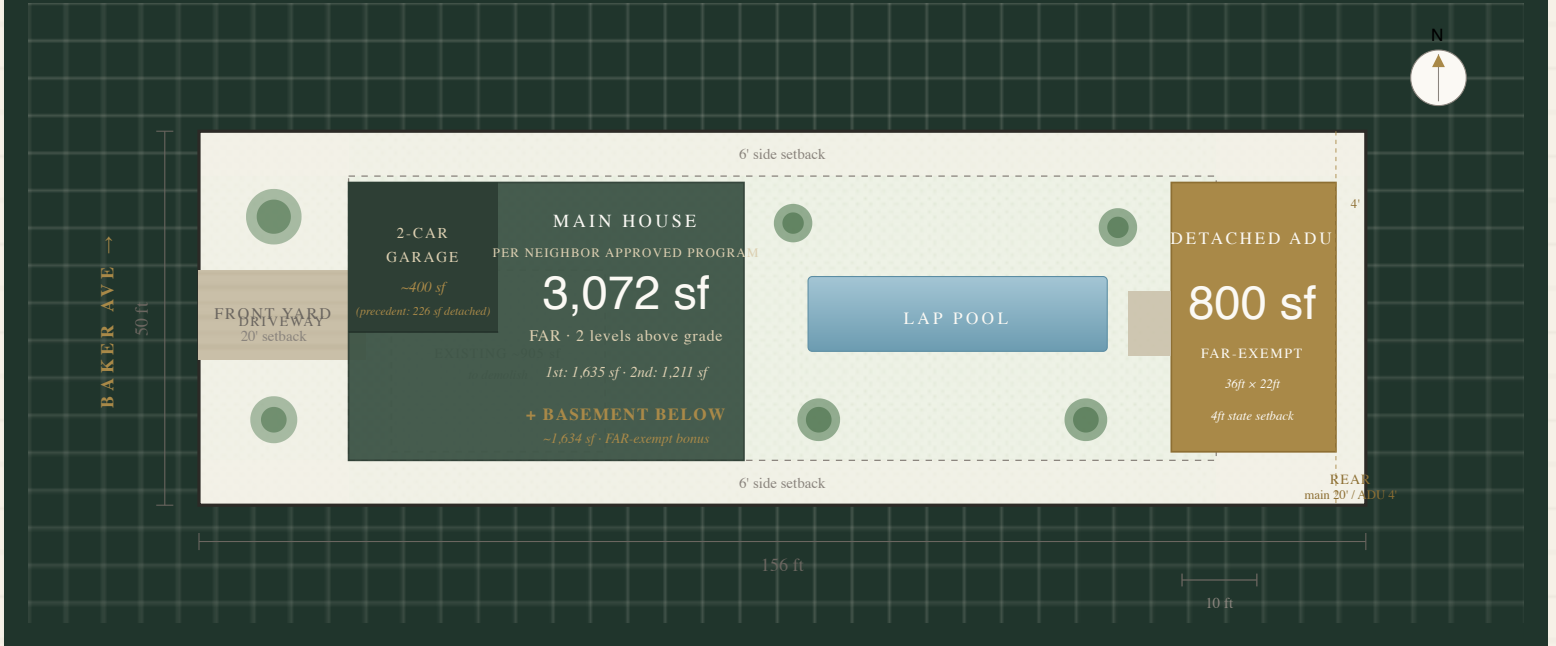 N
6' side setback
4'
2-CAR
GARAGE
~400 sf
(precedent: 226 sf detached)
MAIN HOUSE
PER NEIGHBOR APPROVED PROGRAM
3,072 sf
FAR · 2 levels above grade
1st: 1,635 sf · 2nd: 1,211 sf
+ BASEMENT BELOW
~1,634 sf · FAR-exempt bonus
LAP POOL
DETACHED ADU
800 sf
FAR-EXEMPT
36ft × 22ft
4ft state setback
BAKER AVE →
50 ft
FRONT YARD
DRIVEWAY
20' setback
EXISTING
6' side setback
REAR
main 20' / ADU 4'
156 ft
10 ft